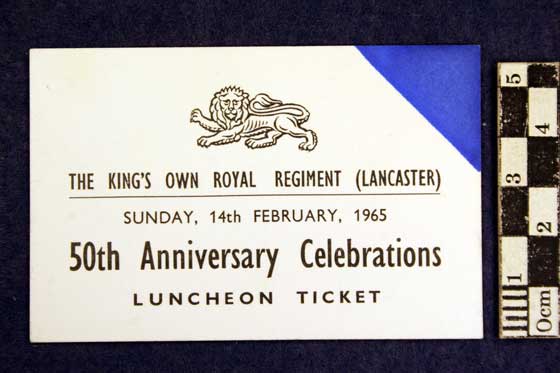 THE KING'S OWN ROYAL REGIMENT (LANCASTER)
SUNDAY, 14th FEBRUARY, 1965
50th Anniversary Celebrations
LUNCHEON TICKET
5
4
3
2
1
0cm